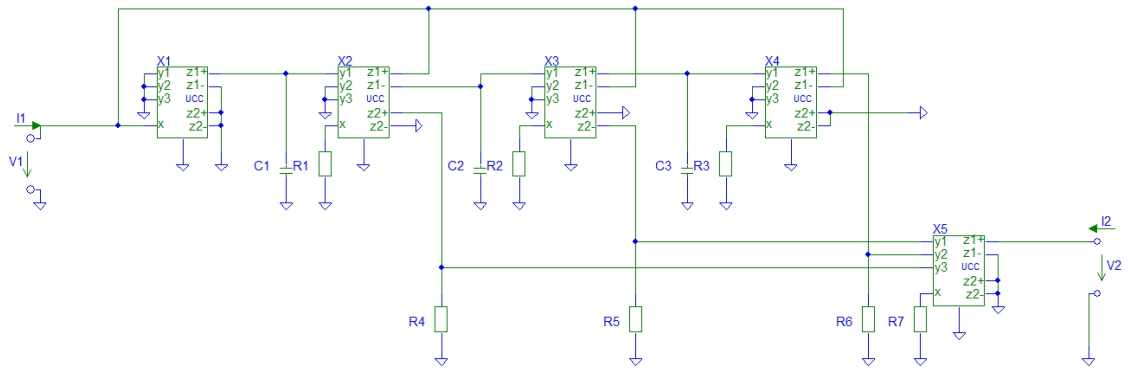 X1
y1
y2
y3
x
z1+
z1-
UCC
z2+
z2-
X2
y1
y2
y3
x
z1+
z1-
UCC
z2+
z2-
X3
y1
y2
y3
x
z1+
z1-
UCC
z2+
z2-
X4
y1
y2
y3
x
z1+
z1-
UCC
z2+
z2-
I1
V1
C1
R1
C2
R2
C3
R3
X5
y1
y2
y3
x
z1+
z1-
UCC
z2+
z2-
I2
V2
R4
R5
R6
R7